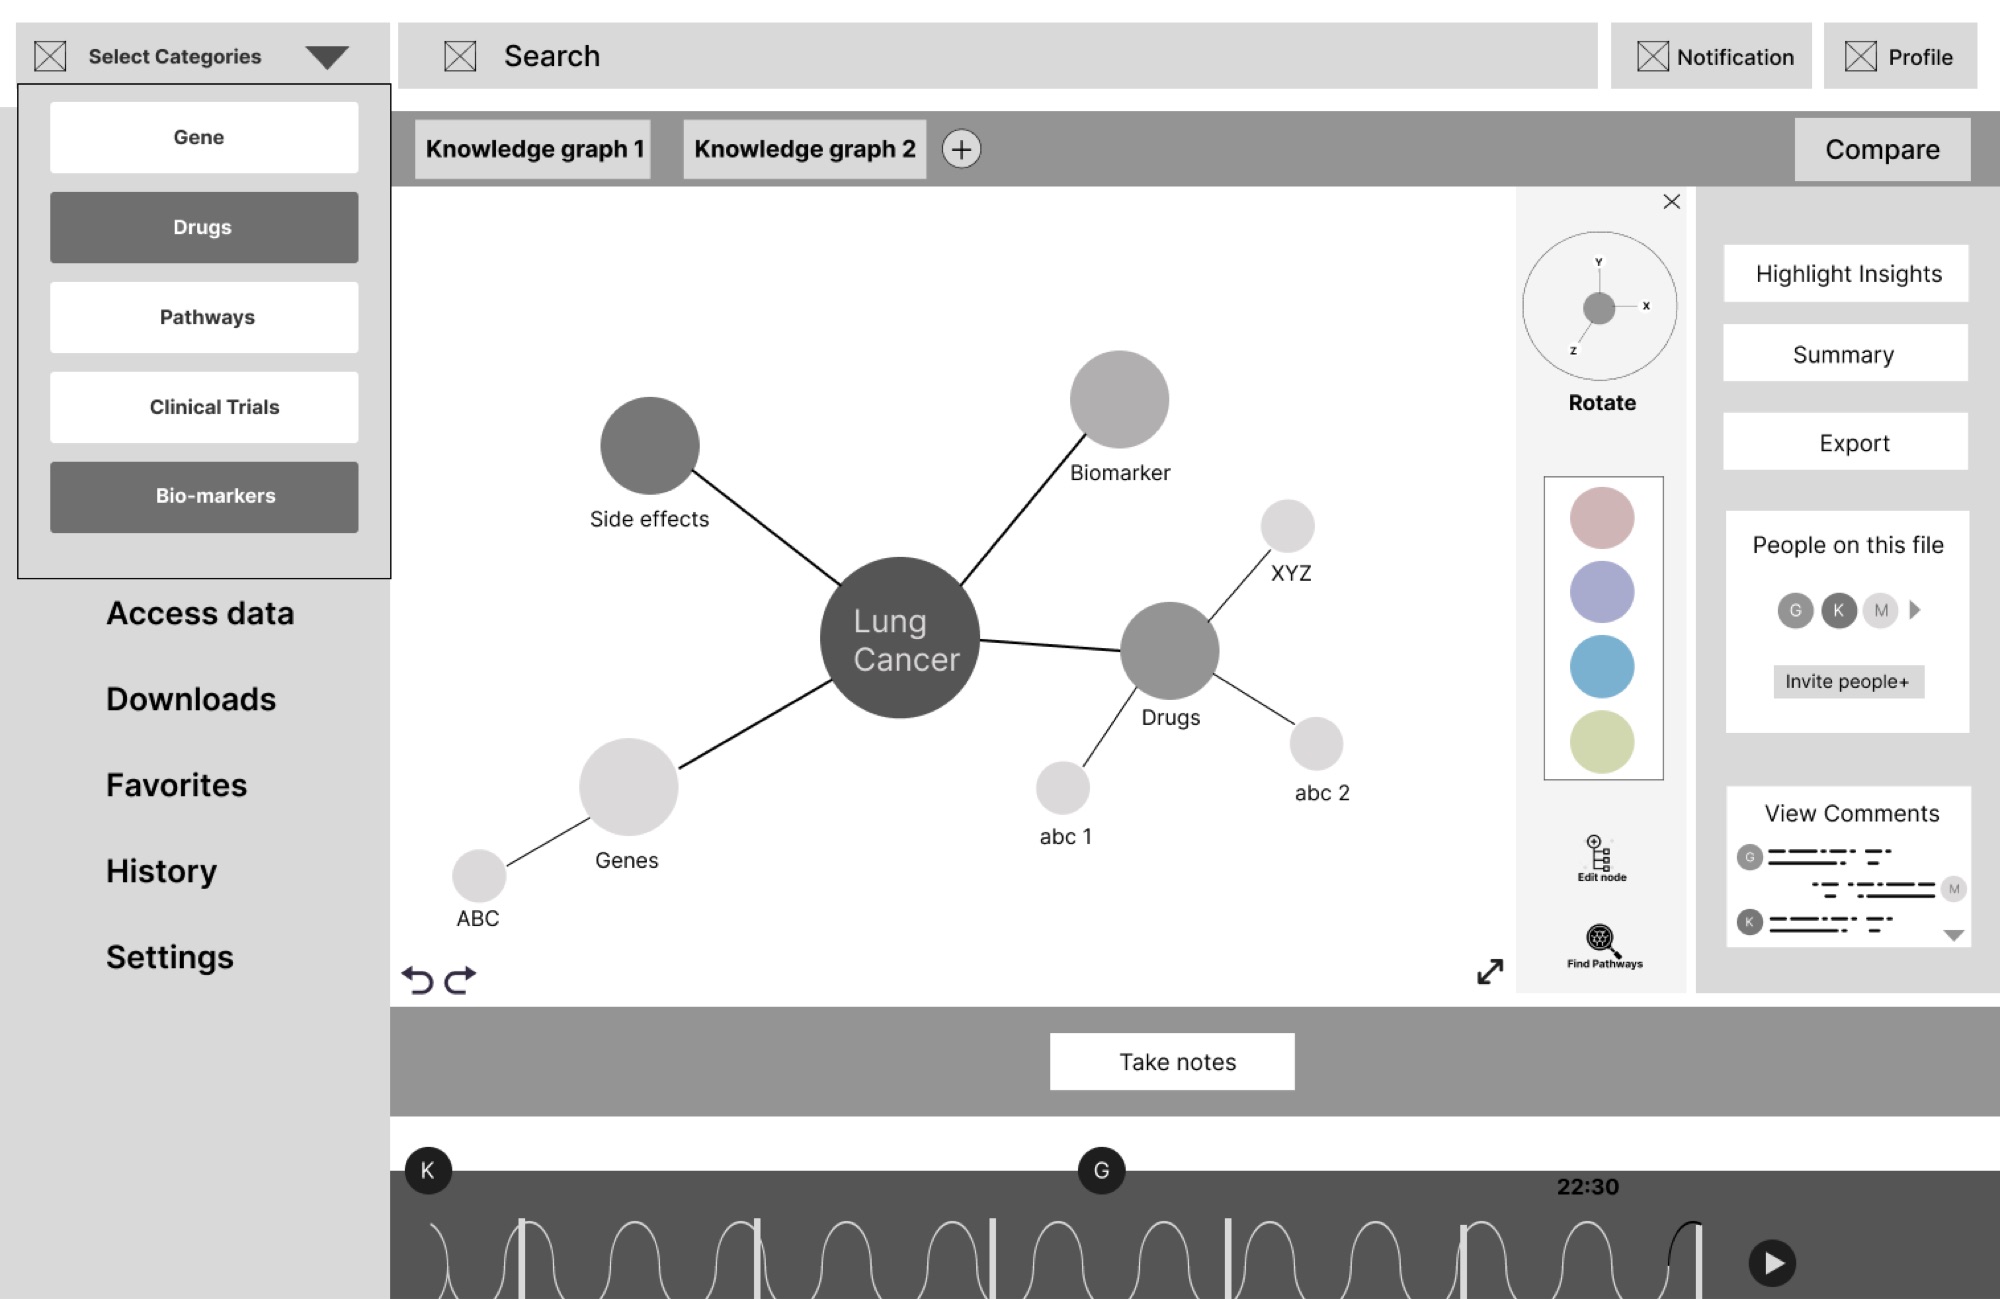 Select Categories
Search
Notification
Profile
Gene
Drugs
Pathways
Clinical Trials
Bio-markers
Access data
Downloads
Favorites
History
Settings
Knowledge graph 1
Knowledge graph 2
Compare
Side effects
Biomarker
XYZ
Lung
Cancer
Drugs
abc 2
abc 1
Genes
ABC
Y
X
Z
Rotate
Edit node
Find Pathways
Highlight Insights
Summary
Export
People on this file
G K M
Invite people+
View Comments
G
M
K
Take notes
K
G
22:30